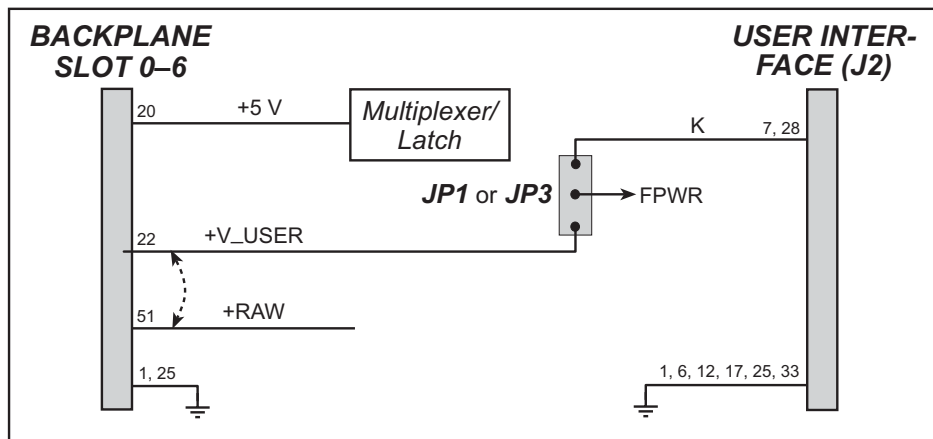 BACKPLANE
SLOT 0–6
USER INTER-
FACE (J2)
20
+5 V
Multiplexer/
Latch
K
7, 28
JP1 or JP3
FPWR
22
+V_USER
51
+RAW
1, 25
1, 6, 12, 17, 25, 33